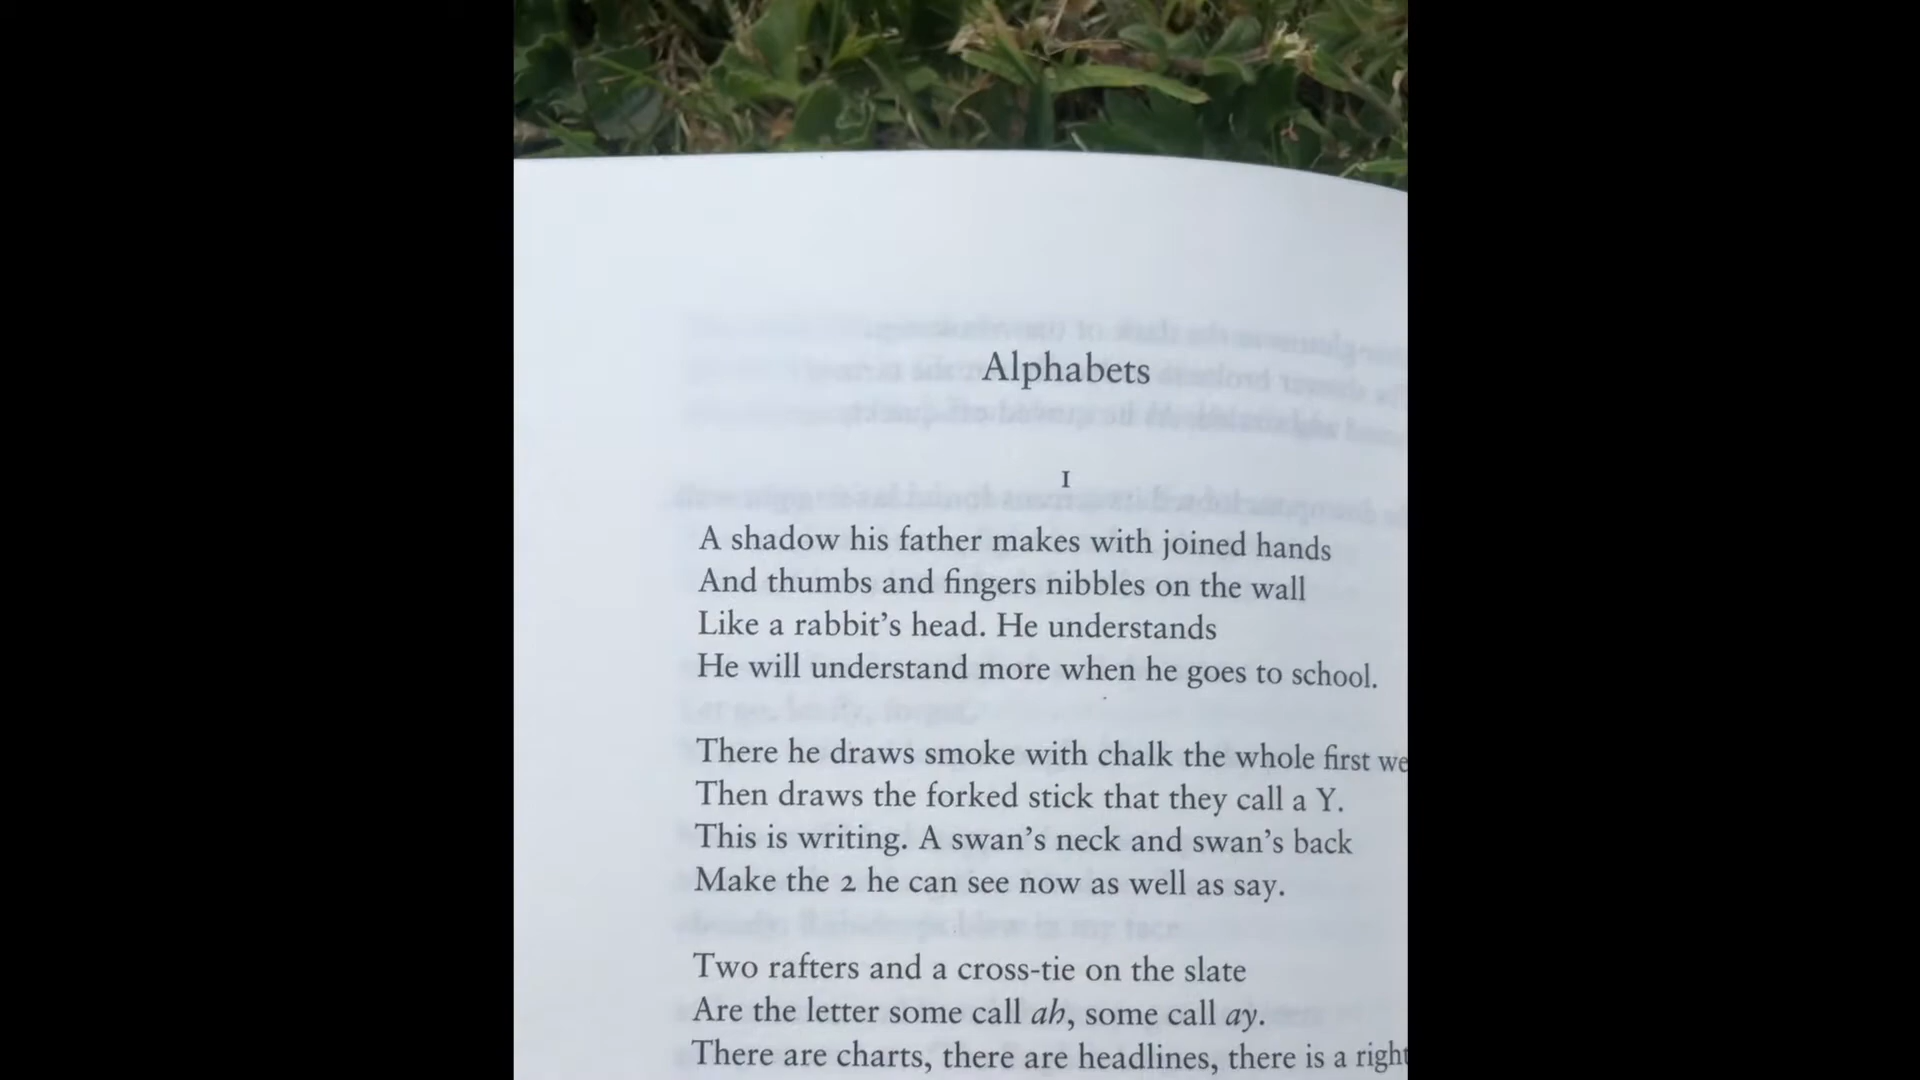 Alphabets
I
A shadow his father makes with joined hands
And thumbs and fingers nibbles on the wall
Like a rabbit’s head. He understands
He will understand more when he goes to school.
There he draws smoke with chalk the whole first we
Then draws the forked stick that they call a Y.
This is writing. A swan’s neck and swan’s back
Make the 2 he can see now as well as say.
Two rafters and a cross-tie on the slate
Are the letter some call ah, some call ay.
There are charts, there are headlines, there is a right